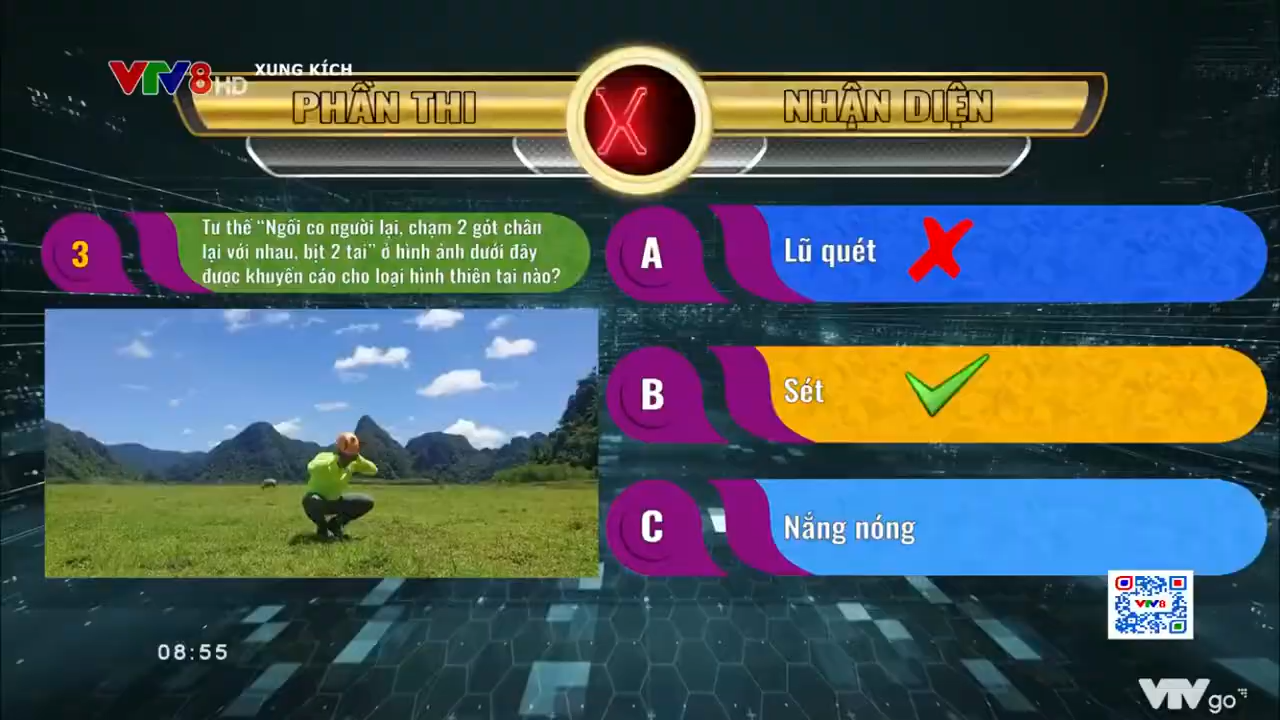 VTV8 HD
XUNG KÍCH
PHẦN THI
X
NHẬN DIỆN
3
Tư thế “Ngồi co người lại, chạm 2 gót chân
lại với nhau, bịt 2 tai” ở hình ảnh dưới đây
được khuyến cáo cho loại hình thiên tai nào?
A
Lũ quét
B
Sét
C
Nắng nóng
VTV8
08:55
VTV go